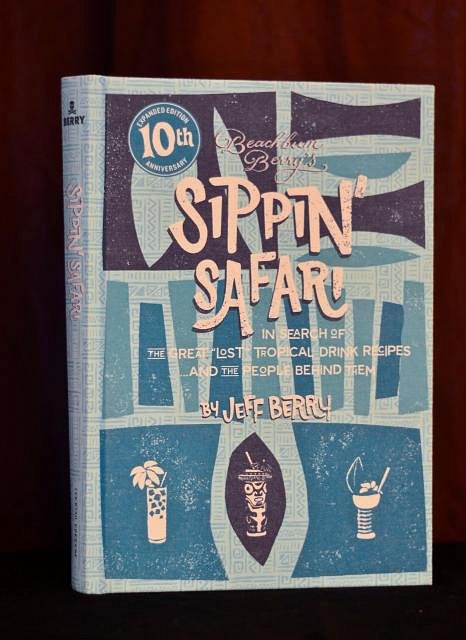 BERRY
SIPPIN' SAFARI
EXPANDED EDITION
10th
ANNIVERSARY
Beachbum
Berry's
SIPPIN'
SAFARI
IN SEARCH OF
THE GREAT "LOST" TROPICAL DRINK RECIPES
...AND THE PEOPLE BEHIND THEM
BY JEFF BERRY